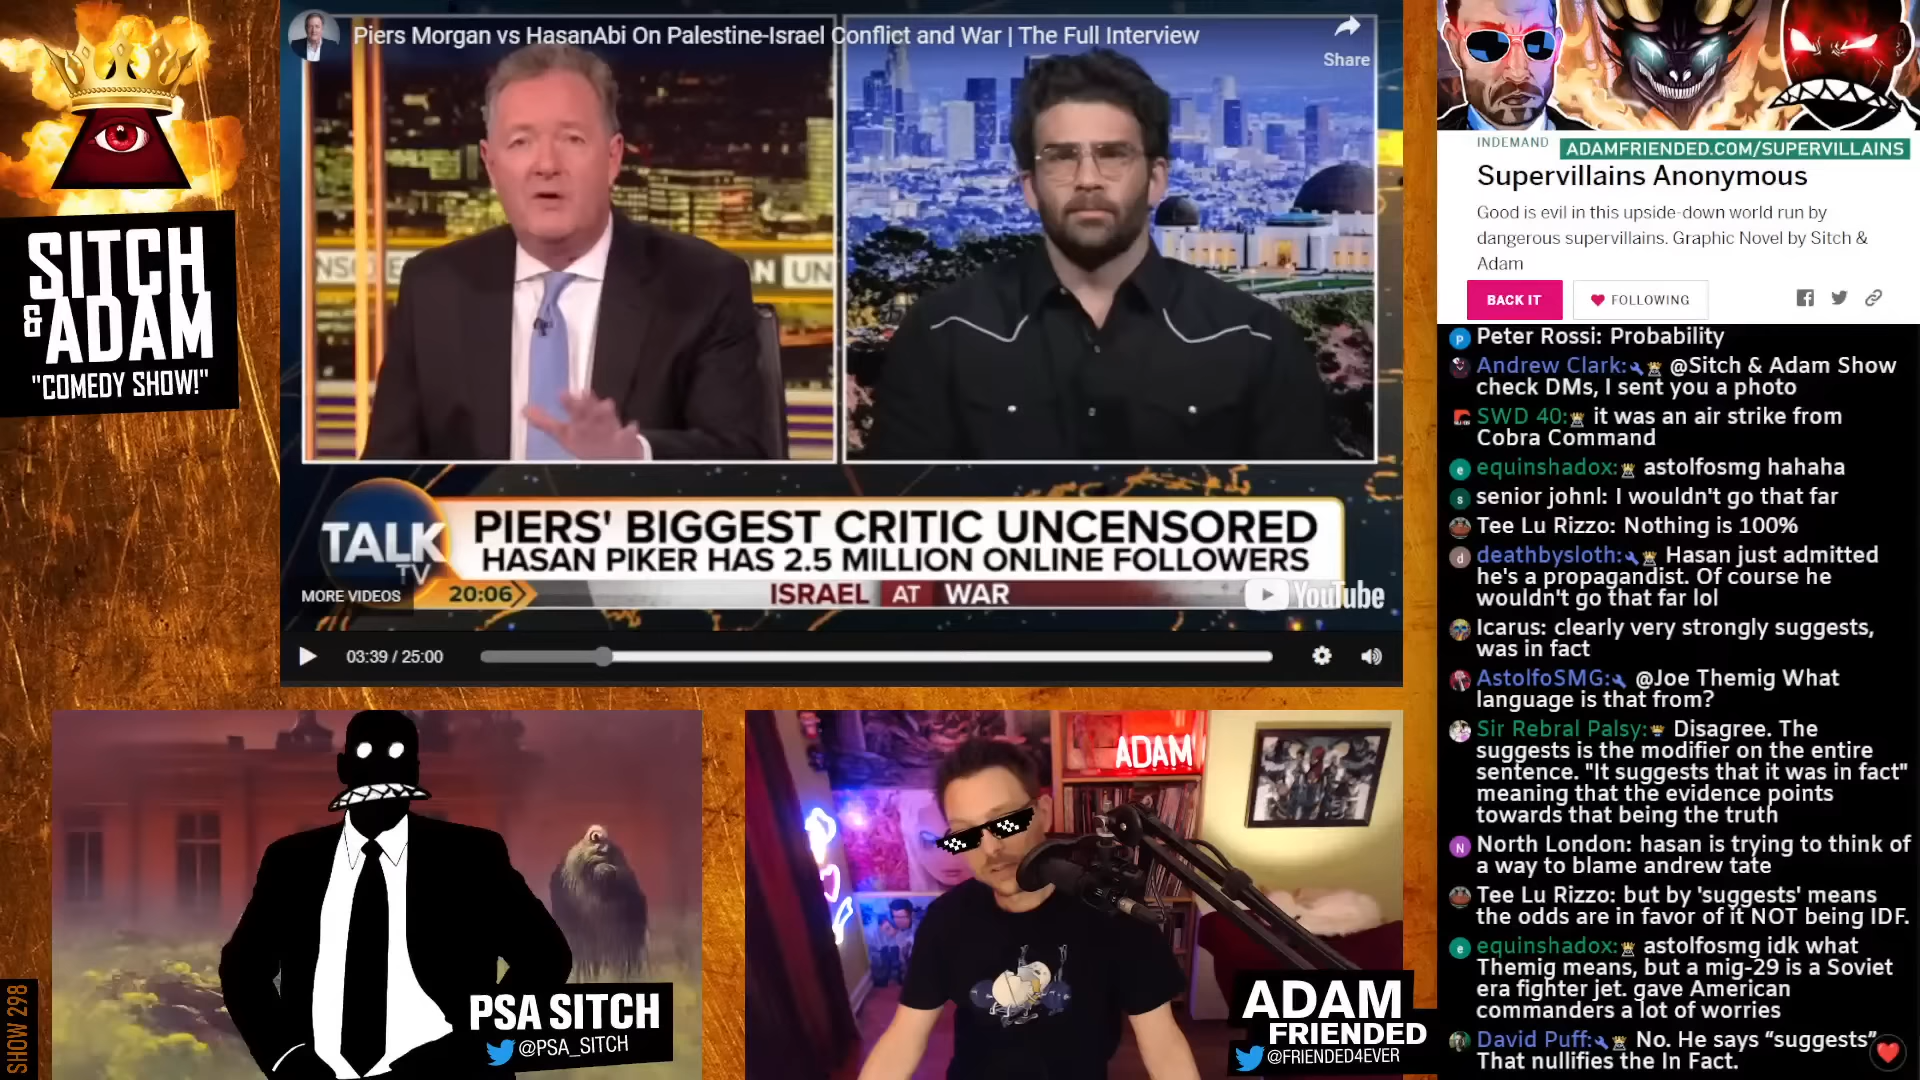 Piers Morgan vs HasanAbi On Palestine-Israel Conflict and War | The Full Interview
Share
TALK
TV
PIERS' BIGGEST CRITIC UNCENSORED
HASAN PIKER HAS 2.5 MILLION ONLINE FOLLOWERS
MORE VIDEOS
20:06
ISRAEL AT WAR
YouTube
03:39 / 25:00
SITCH
& ADAM
"COMEDY SHOW!"
SHOW 298
PSA SITCH
@PSA_SITCH
ADAM
ADAM
FRIENDED
@FRIENDED4EVER
INDEMAND
ADAMFRIENDED.COM/SUPERVILLAINS
Supervillains Anonymous
Good is evil in this upside-down world run by
dangerous supervillains. Graphic Novel by Sitch &
Adam
BACK IT
FOLLOWING
Peter Rossi: Probability
Andrew Clark: @Sitch & Adam Show
check DMs, I sent you a photo
SWD 40: it was an air strike from
Cobra Command
equinshadox: astolfosmg hahaha
senior johnl: I wouldn't go that far
Tee Lu Rizzo: Nothing is 100%
deathbysloth: Hasan just admitted
he's a propagandist. Of course he
wouldn't go that far lol
Icarus: clearly very strongly suggests,
was in fact
AstolfoSMG: @Joe Themig What
language is that from?
Sir Rebral Palsy: Disagree. The
suggests is the modifier on the entire
sentence. "It suggests that it was in fact"
meaning that the evidence points
towards that being the truth
North London: hasan is trying to think of
a way to blame andrew tate
Tee Lu Rizzo: but by 'suggests' means
the odds are in favor of it NOT being IDF.
equinshadox: astolfosmg idk what
Themig means, but a mig-29 is a Soviet
era fighter jet. gave American
commanders a lot of worries
David Puff: No. He says “suggests”
That nullifies the In Fact.